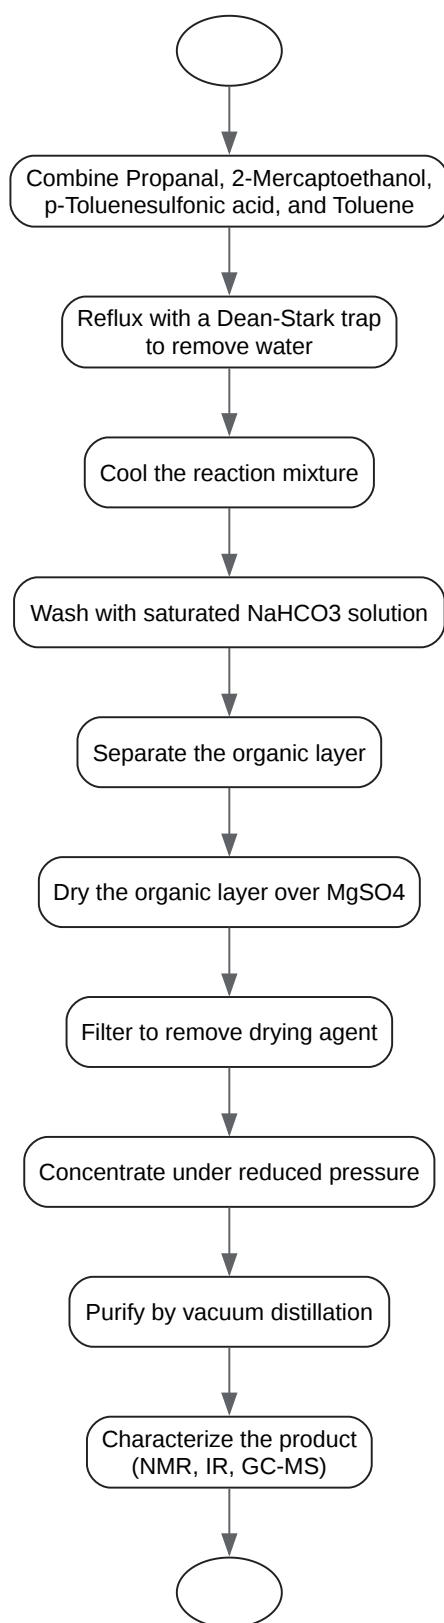 Combine Propanal, 2-Mercaptoethanol,
p-Toluenesulfonic acid, and Toluene
Reflux with a Dean-Stark trap
to remove water
Cool the reaction mixture
Wash with saturated NaHCO3 solution
Separate the organic layer
Dry the organic layer over MgSO4
Filter to remove drying agent
Concentrate under reduced pressure
Purify by vacuum distillation
Characterize the product
(NMR, IR, GC-MS)